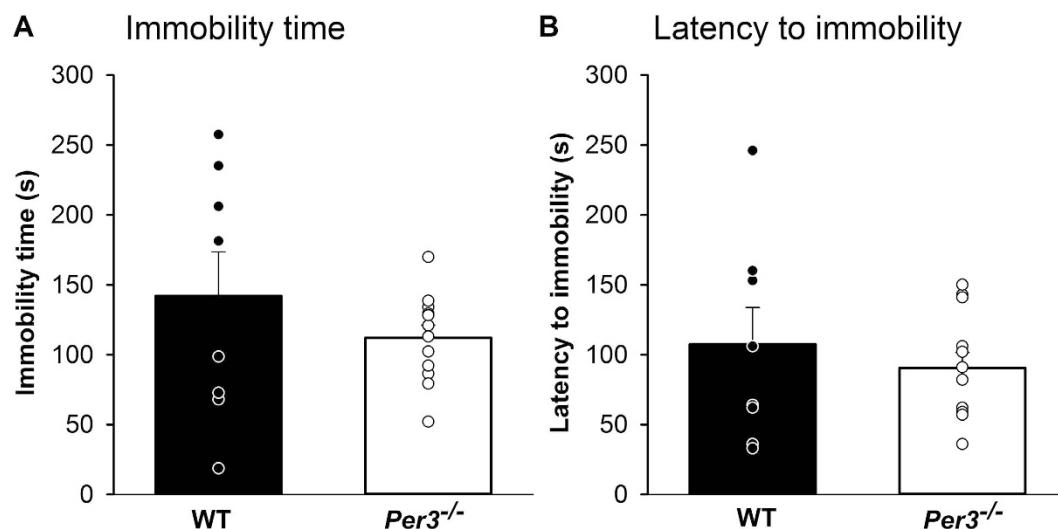 A Immobility time
Immobility time (s)
300
250
200
150
100
50
0
WT Per3-/-
B Latency to immobility
Latency to immobility (s)
300
250
200
150
100
50
0
WT Per3-/-